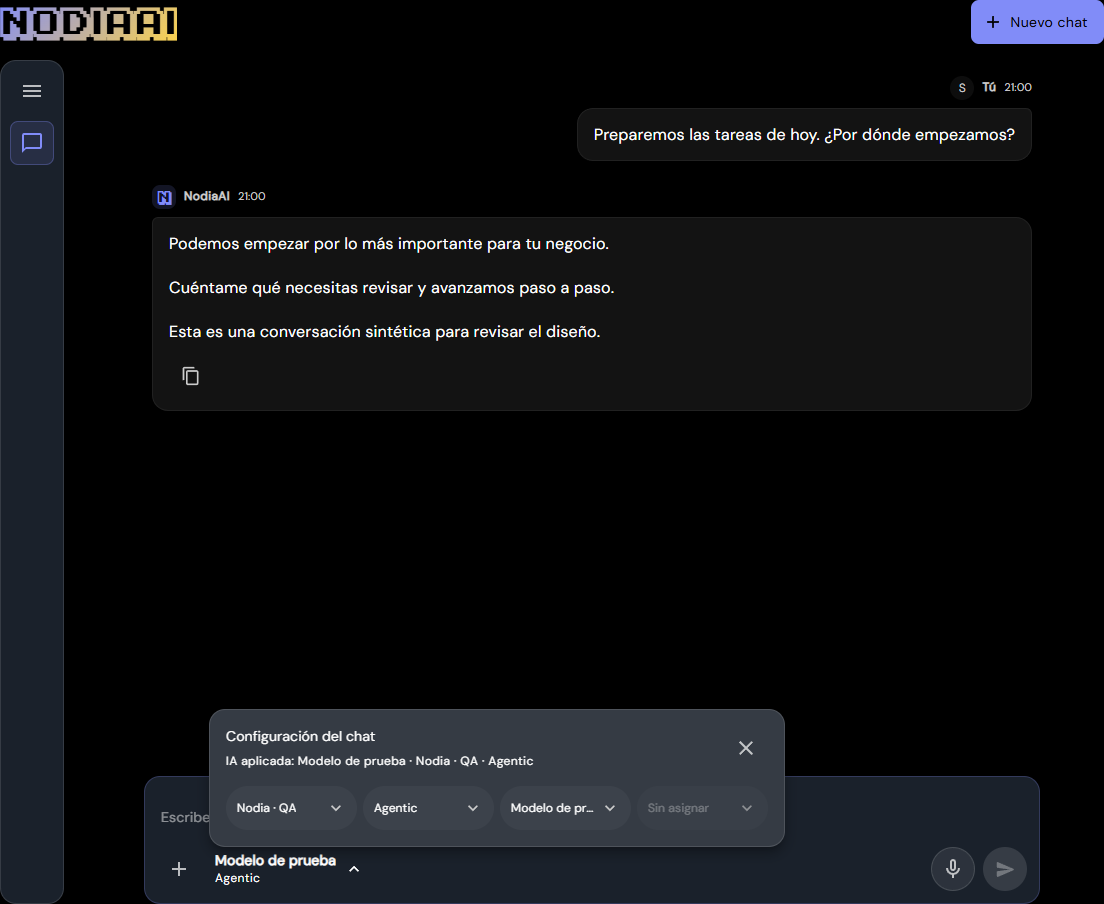 NODIAAI
Nuevo chat
S Tú 21:00
Preparemos las tareas de hoy. ¿Por dónde empezamos?
N NodiaAI 21:00
Podemos empezar por lo más importante para tu negocio.
Cuéntame qué necesitas revisar y avanzamos paso a paso.
Esta es una conversación sintética para revisar el diseño.
Configuración del chat
IA aplicada: Modelo de prueba · Nodia · QA · Agentic
Nodia · QA Agentic Modelo de pr... Sin asignar
Escribe
Modelo de prueba
Agentic